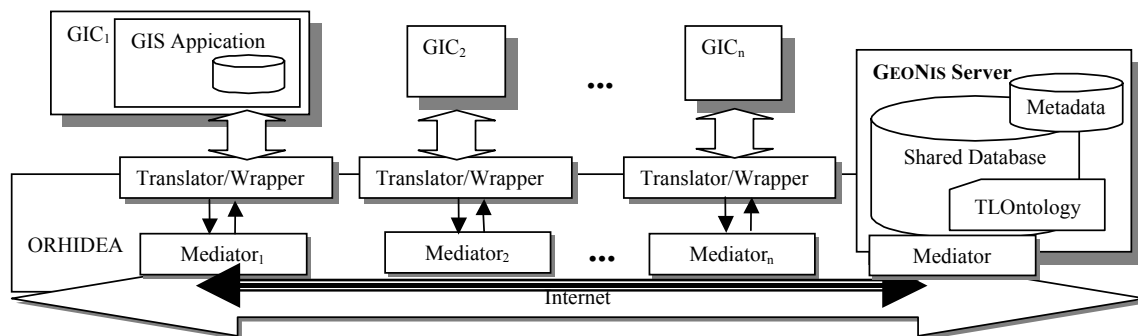 GIC1 GIS Appication
GIC2
...
GICn
GEONIS Server
Metadata
Shared Database
TLOntology
Translator/Wrapper Translator/Wrapper Translator/Wrapper
ORHIDEA
Mediator1 Mediator2 ... Mediatorn Mediator
Internet